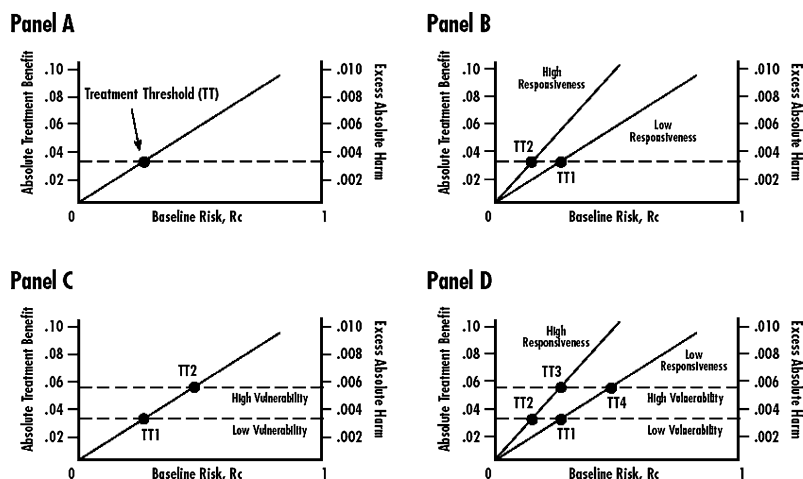 Panel A
Absolute Treatment Benefit
.10
.08
.06
.04
.02
Treatment Threshold (TT)
.010
.008
.006
.004
.002
Excess Absolute Harm
0
Baseline Risk, Rc
1
Panel B
Absolute Treatment Benefit
.10
.08
.06
.04
.02
High
Responsiveness
Low
Responsiveness
TT2
TT1
.010
.008
.006
.004
.002
Excess Absolute Harm
0
Baseline Risk, Rc
1
Panel C
Absolute Treatment Benefit
.10
.08
.06
.04
.02
TT2
High Vulnerability
TT1
Low Vulnerability
.010
.008
.006
.004
.002
Excess Absolute Harm
0
Baseline Risk, Rc
1
Panel D
Absolute Treatment Benefit
.10
.08
.06
.04
.02
High
Responsiveness
Low
Responsiveness
TT3
TT2
TT4
High Vulnerability
TT1
Low Vulnerability
.010
.008
.006
.004
.002
Excess Absolute Harm
0
Baseline Risk, Rc
1